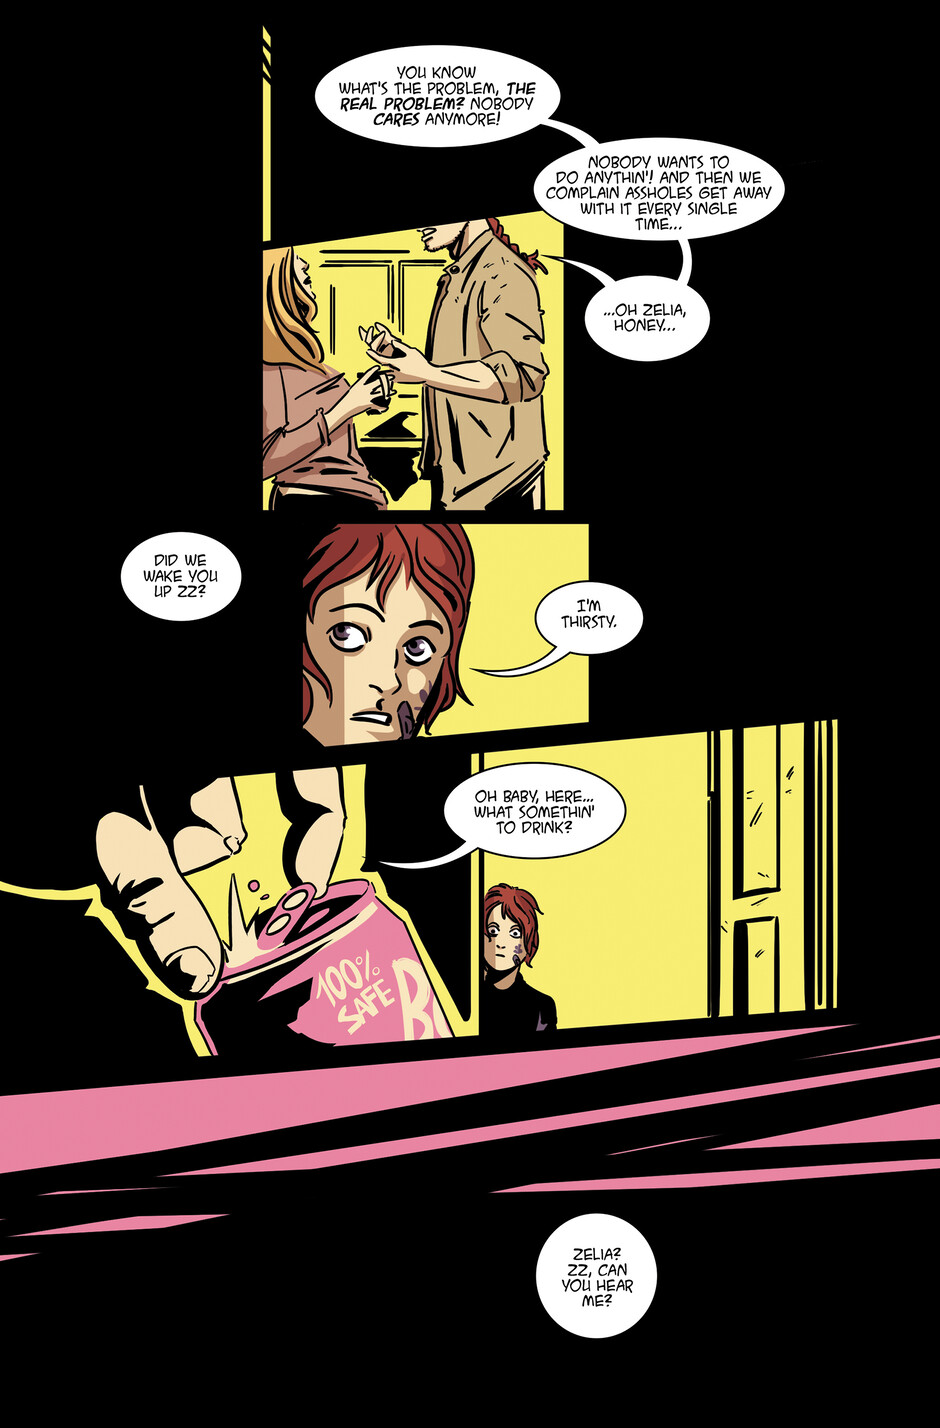 YOU KNOW
WHAT'S THE PROBLEM, THE
REAL PROBLEM? NOBODY
CARES ANYMORE!
NOBODY WANTS TO
DO ANYTHIN'! AND THEN WE
COMPLAIN ASSHOLES GET AWAY
WITH IT EVERY SINGLE
TIME...
...OH ZELIA,
HONEY...
DID WE
WAKE YOU
UP ZZ?
I'M
THIRSTY.
OH BABY, HERE...
WHAT SOMETHIN'
TO DRINK?
100%
SAFE
ZELIA?
ZZ, CAN
YOU HEAR
ME?